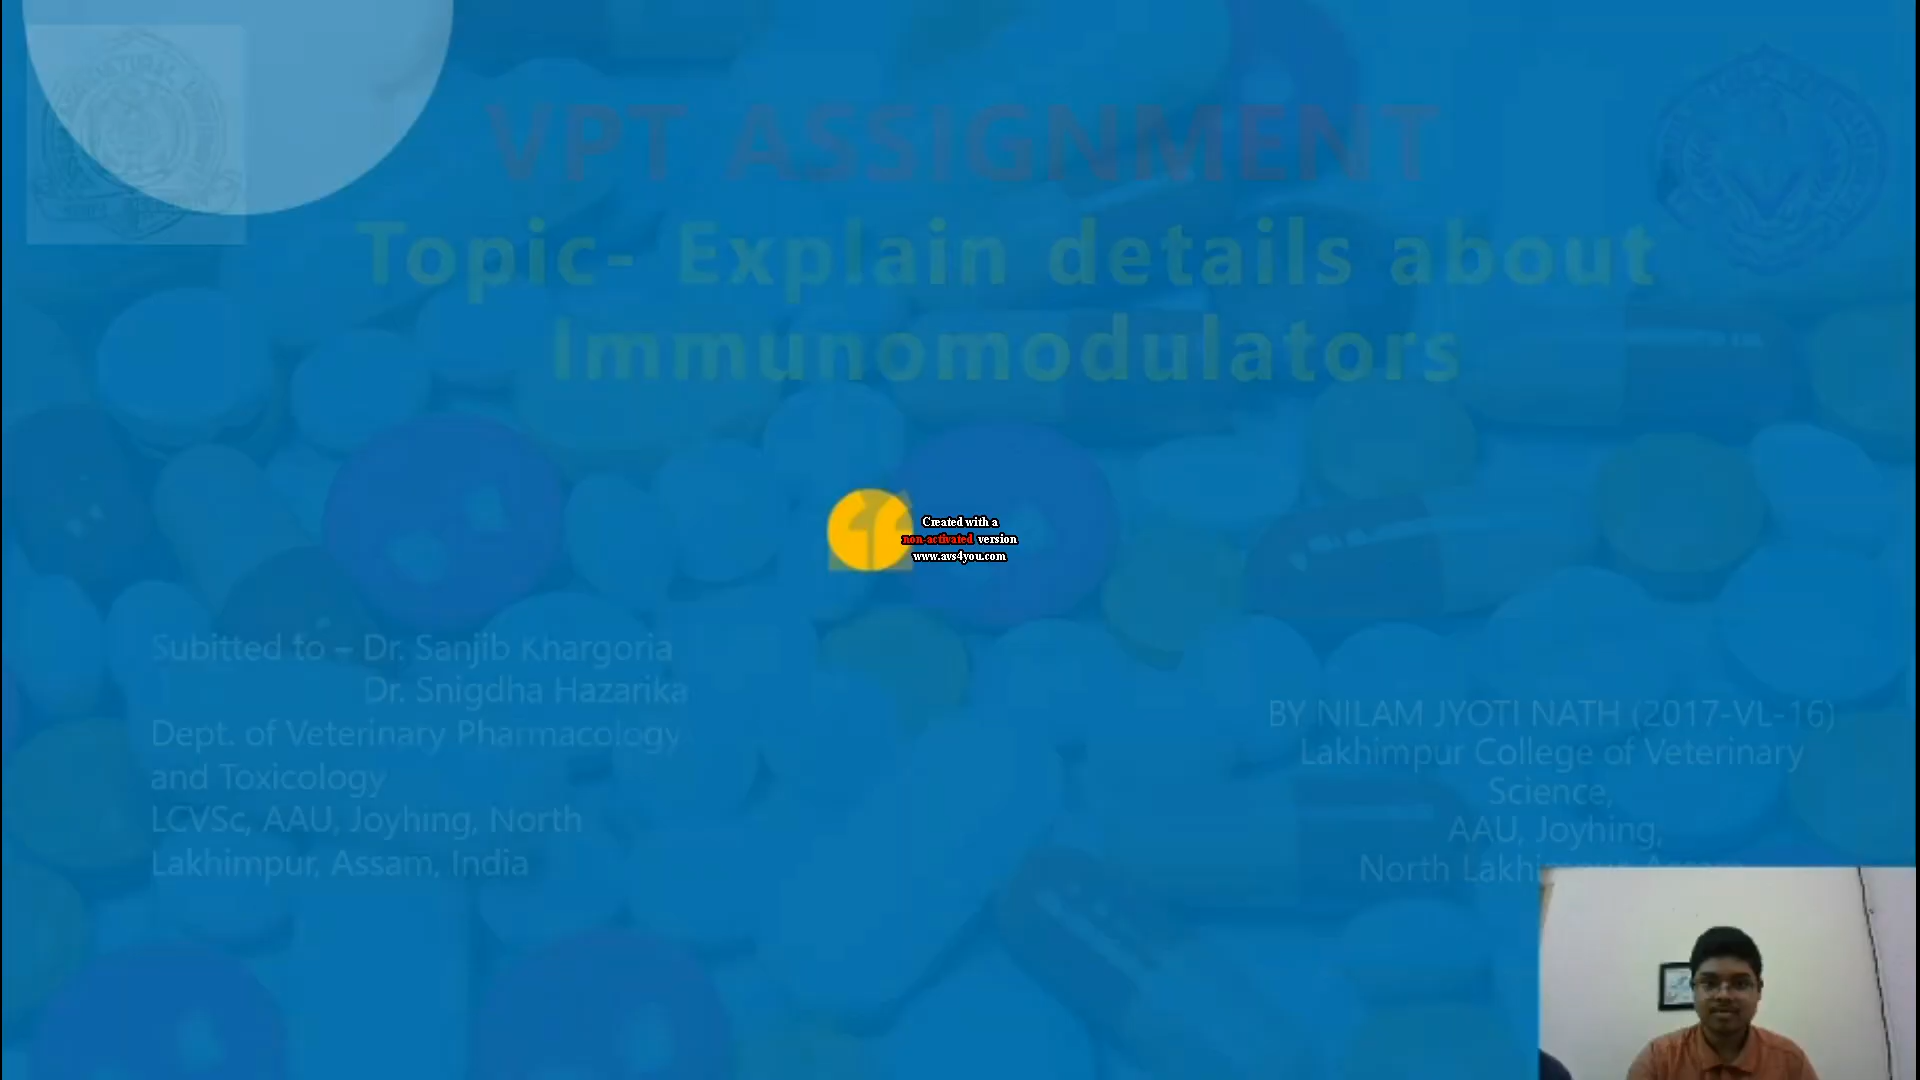 VPT ASSIGNMENT
Topic- Explain details about
Immunomodulators
Created with a
non-activated version
www.avs4you.com
Subitted to – Dr. Sanjib Khargoria
Dr. Snigdha Hazarika
Dept. of Veterinary Pharmacology
and Toxicology
LCVSc, AAU, Joyhing, North
Lakhimpur, Assam, India
BY NILAM JYOTI NATH (2017-VL-16)
Lakhimpur College of Veterinary
Science,
AAU, Joyhing,
North